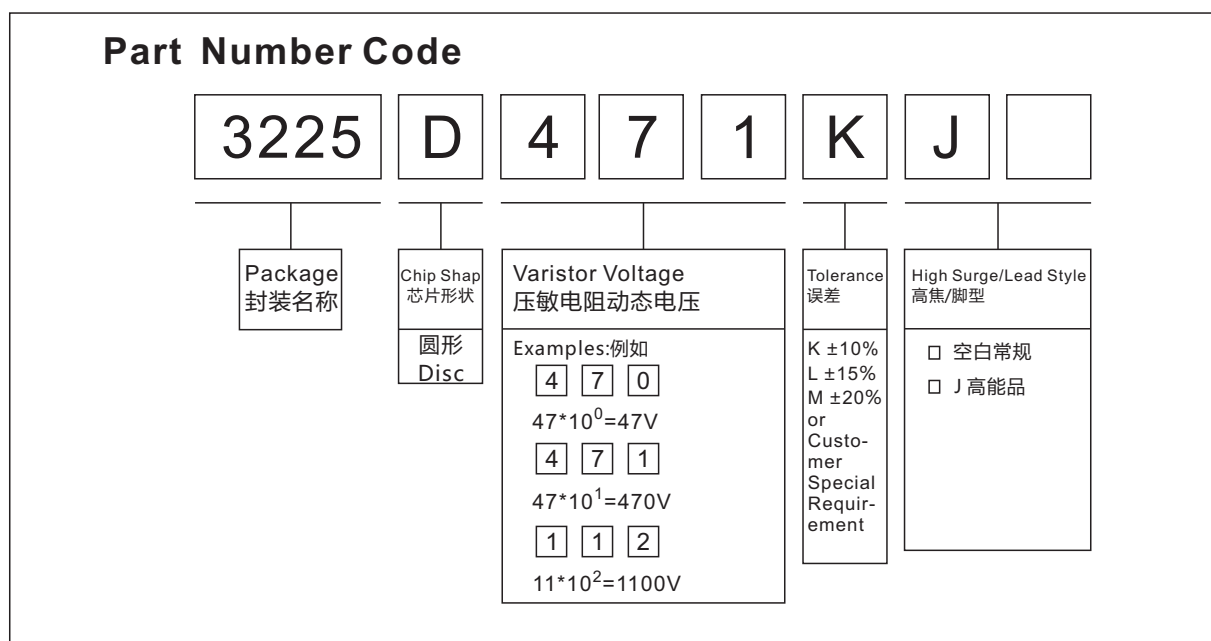 Part Number Code
3225 D 4 7 1 K J
Package
封装名称
Chip Shap
芯片形状
圆形
Disc
Varistor Voltage
压敏电阻动态电压
Examples:例如
4 7 0
47*10⁰=47V
4 7 1
47*10¹=470V
1 1 2
11*10²=1100V
Tolerance
误差
K ±10%
L ±15%
M ±20%
or
Custo-
mer
Special
Requir-
ement
High Surge/Lead Style
高焦/脚型
□ 空白常规
□ J 高能品